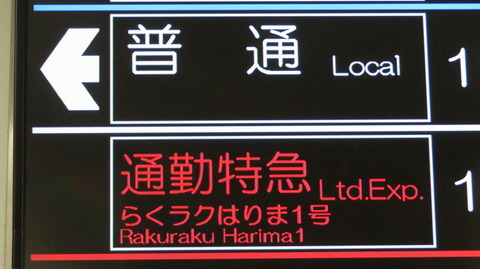 普通 Local 1
通勤特急 Ltd.Exp. 1
らくラクはりま1号
Rakuraku Harima1